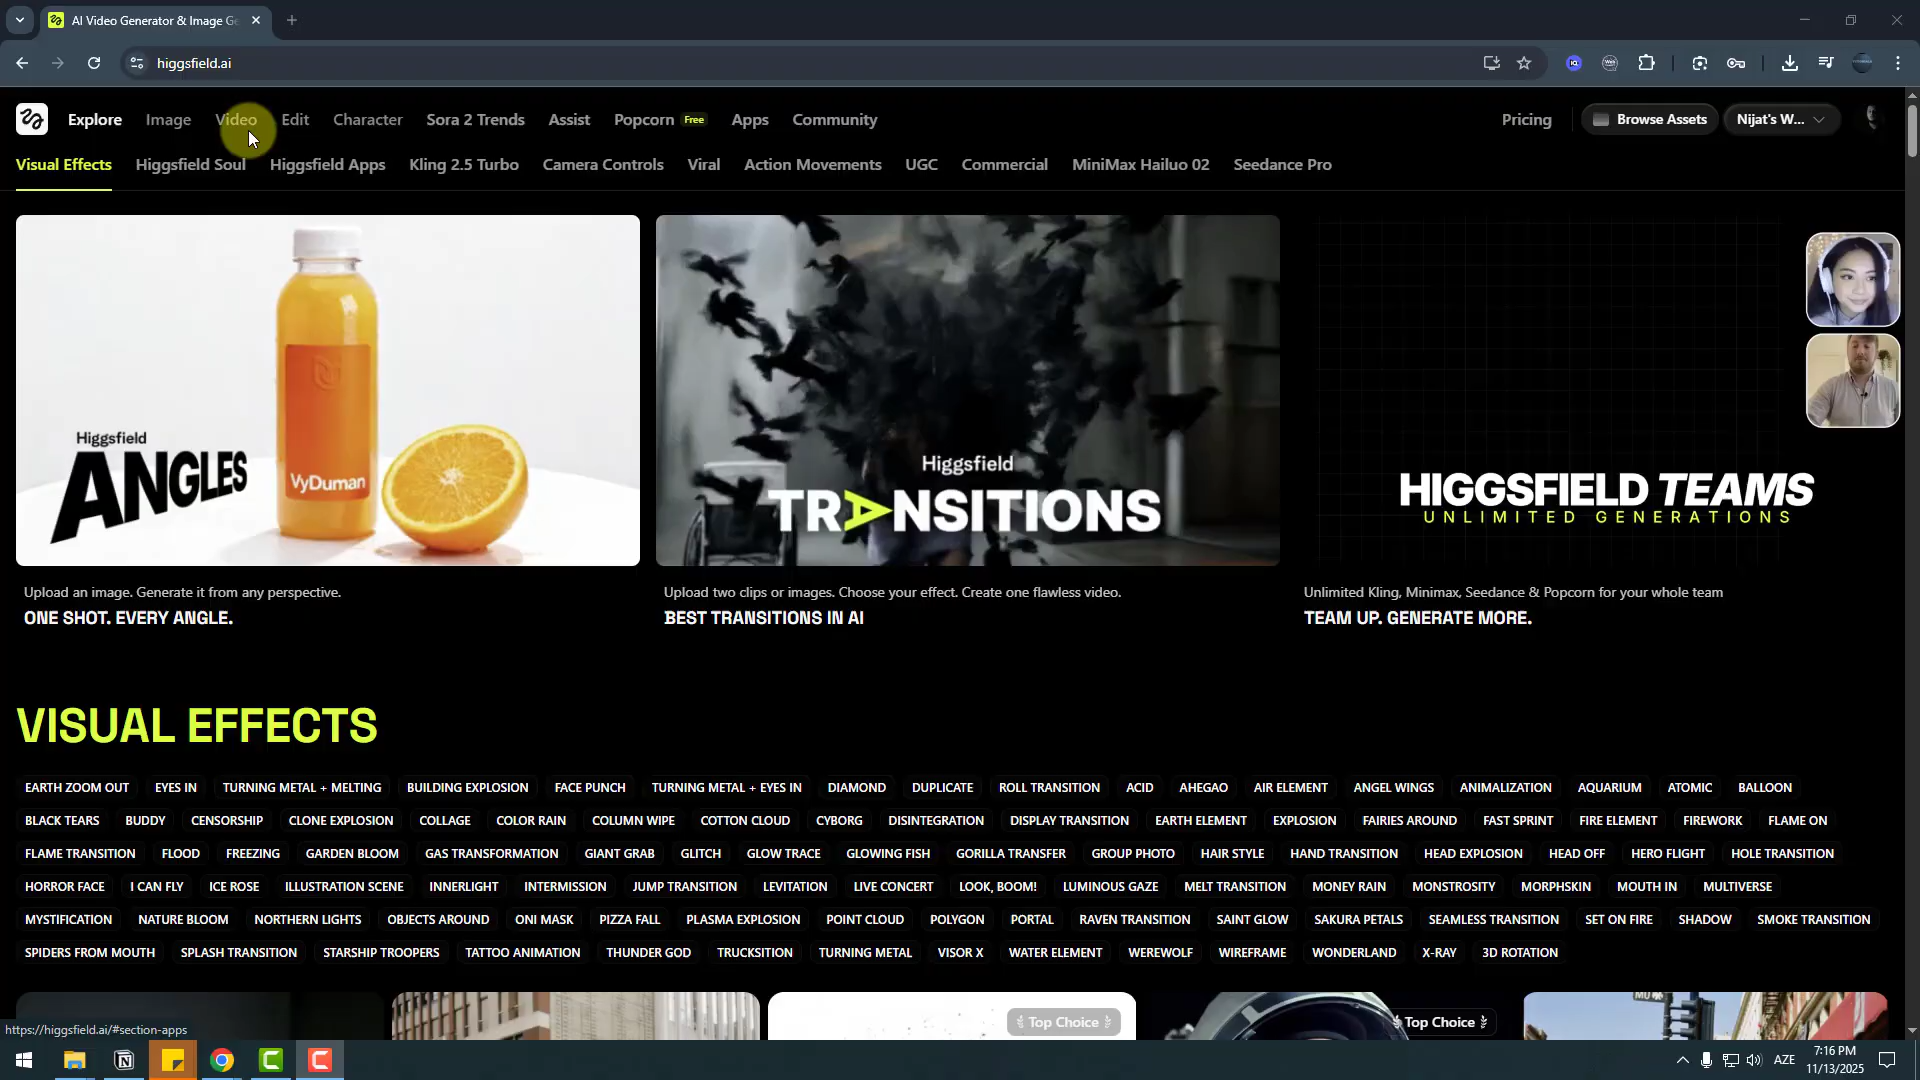 AI Video Generator & Image Ge
higgsfield.ai
Explore Image Video Edit Character Sora 2 Trends Assist Popcorn Free Apps Community Pricing Browse Assets Nijat's W...
Visual Effects Higgsfield Soul Higgsfield Apps Kling 2.5 Turbo Camera Controls Viral Action Movements UGC Commercial MiniMax Hailuo 02 Seedance Pro
Higgsfield
ANGLES
VyDuman
Higgsfield
TRANSITIONS
HIGGSFIELD TEAMS
UNLIMITED GENERATIONS
Upload an image. Generate it from any perspective.
ONE SHOT. EVERY ANGLE.
Upload two clips or images. Choose your effect. Create one flawless video.
BEST TRANSITIONS IN AI
Unlimited Kling, Minimax, Seedance & Popcorn for your whole team
TEAM UP. GENERATE MORE.
VISUAL EFFECTS
EARTH ZOOM OUT EYES IN TURNING METAL + MELTING BUILDING EXPLOSION FACE PUNCH TURNING METAL + EYES IN DIAMOND DUPLICATE ROLL TRANSITION ACID AHEGAO AIR ELEMENT ANGEL WINGS ANIMALIZATION AQUARIUM ATOMIC BALLOON
BLACK TEARS BUDDY CENSORSHIP CLONE EXPLOSION COLLAGE COLOR RAIN COLUMN WIPE COTTON CLOUD CYBORG DISINTEGRATION DISPLAY TRANSITION EARTH ELEMENT EXPLOSION FAIRIES AROUND FAST SPRINT FIRE ELEMENT FIREWORK FLAME ON
FLAME TRANSITION FLOOD FREEZING GARDEN BLOOM GAS TRANSFORMATION GIANT GRAB GLITCH GLOW TRACE GLOWING FISH GORILLA TRANSFER GROUP PHOTO HAIR STYLE HAND TRANSITION HEAD EXPLOSION HEAD OFF HERO FLIGHT HOLE TRANSITION
HORROR FACE I CAN FLY ICE ROSE ILLUSTRATION SCENE INNERLIGHT INTERMISSION JUMP TRANSITION LEVITATION LIVE CONCERT LOOK, BOOM! LUMINOUS GAZE MELT TRANSITION MONEY RAIN MONSTROSITY MORPHSKIN MOUTH IN MULTIVERSE
MYSTIFICATION NATURE BLOOM NORTHERN LIGHTS OBJECTS AROUND ONI MASK PIZZA FALL PLASMA EXPLOSION POINT CLOUD POLYGON PORTAL RAVEN TRANSITION SAINT GLOW SAKURA PETALS SEAMLESS TRANSITION SET ON FIRE SHADOW SMOKE TRANSITION
SPIDERS FROM MOUTH SPLASH TRANSITION STARSHIP TROOPERS TATTOO ANIMATION THUNDER GOD TRUCKSITION TURNING METAL VISOR X WATER ELEMENT WEREWOLF WIREFRAME WONDERLAND X-RAY 3D ROTATION
Top Choice
Top Choice
https://higgsfield.ai/#section-apps
AZE
7:16 PM
11/13/2025